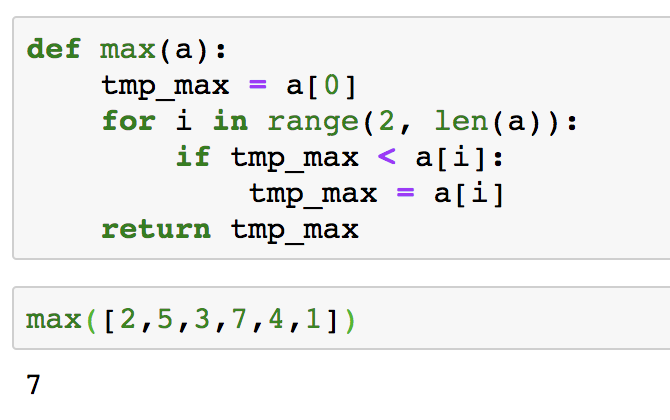 def max(a):
    tmp_max = a[0]
    for i in range(2, len(a)):
        if tmp_max < a[i]:
            tmp_max = a[i]
    return tmp_max
max([2,5,3,7,4,1])
7